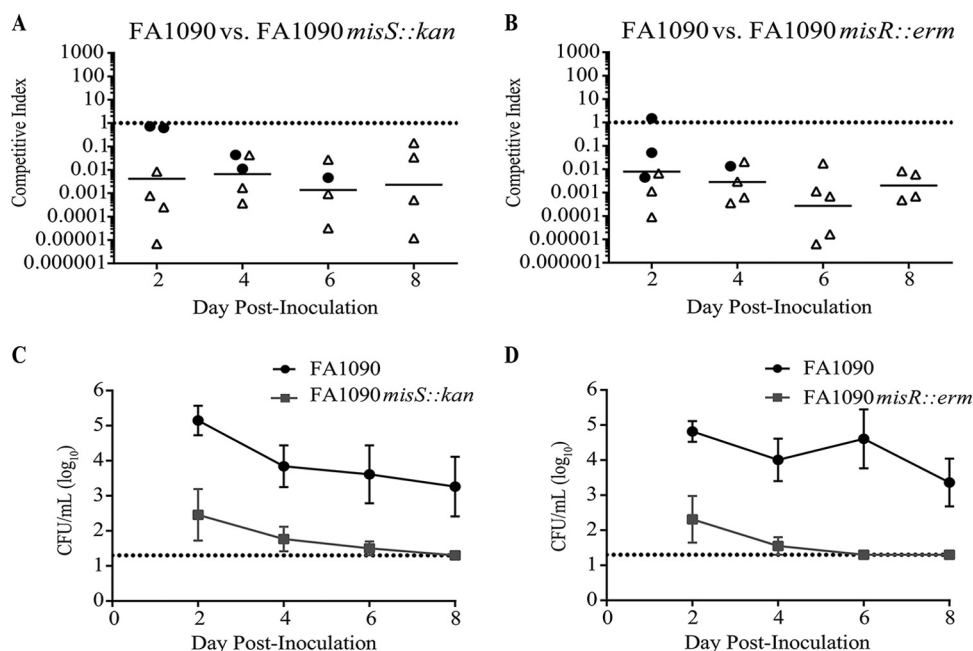 A
FA1090 vs. FA1090 misS::kan
1000
100
10
1
0.1
0.01
0.001
0.0001
0.00001
0.000001
Competitive Index
2 4 6 8
Day Post-Inoculation
B
FA1090 vs. FA1090 misR::erm
1000
100
10
1
0.1
0.01
0.001
0.0001
0.00001
0.000001
Competitive Index
2 4 6 8
Day Post-Inoculation
C
FA1090
FA1090 misS::kan
6
5
4
3
2
1
0
CFU/mL (log10)
0 2 4 6 8
Day Post-Inoculation
D
FA1090
FA1090 misR::erm
6
5
4
3
2
1
0
CFU/mL (log10)
0 2 4 6 8
Day Post-Inoculation